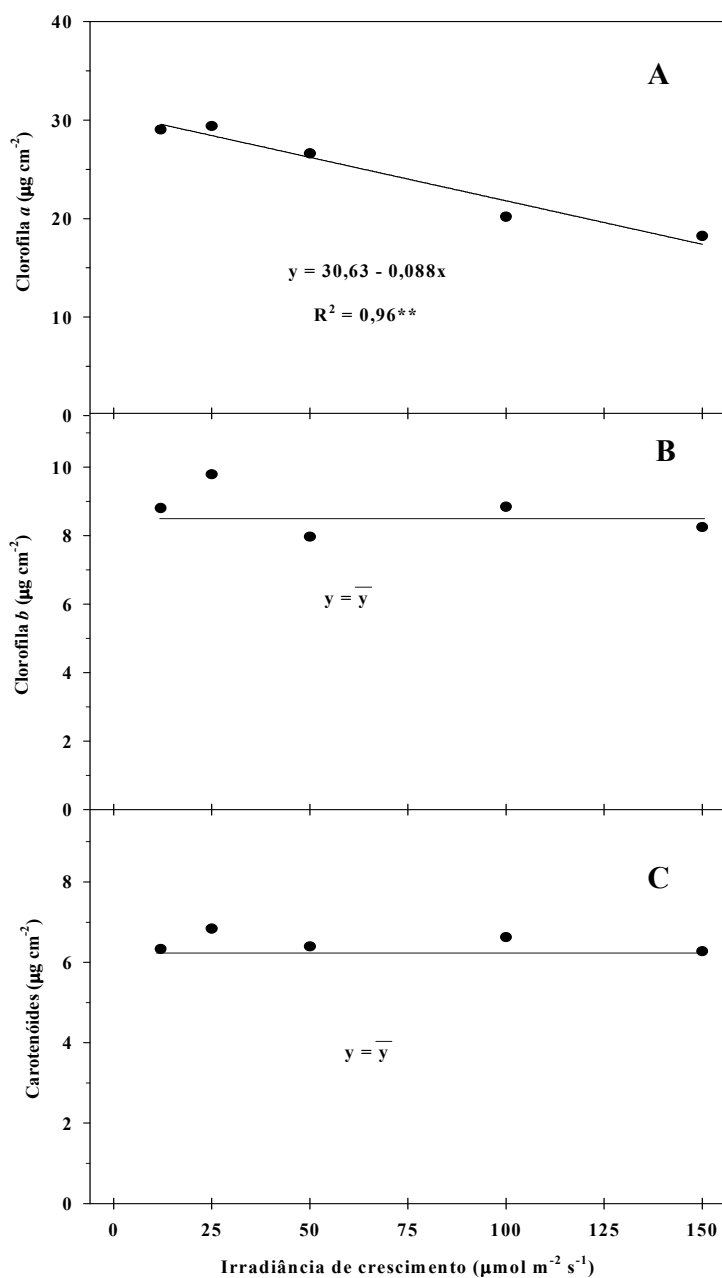 40
A
30
Clorofila a (µg cm-2)
20
y = 30,63 - 0,088x
R2 = 0,96**
10
0
B
10
8
Clorofila b (µg cm-2)
6
y = y̅
4
2
0
C
8
6
Carotenóides (µg cm-2)
4
y = y̅
2
0
0 25 50 75 100 125 150
Irradiância de crescimento (µmol m-2 s-1)